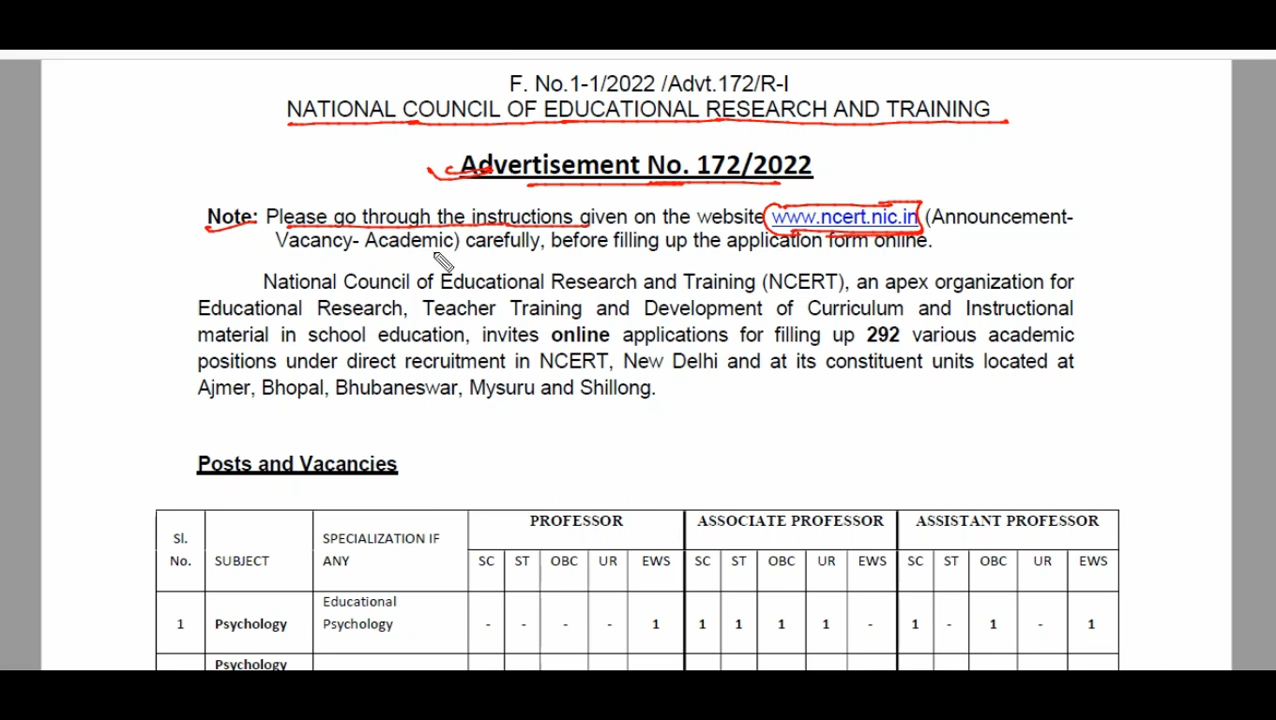 F. No.1-1/2022 /Advt.172/R-I
NATIONAL COUNCIL OF EDUCATIONAL RESEARCH AND TRAINING
Advertisement No. 172/2022
Note: Please go through the instructions given on the website www.ncert.nic.in (Announcement-
Vacancy- Academic) carefully, before filling up the application form online.
National Council of Educational Research and Training (NCERT), an apex organization for
Educational Research, Teacher Training and Development of Curriculum and Instructional
material in school education, invites online applications for filling up 292 various academic
positions under direct recruitment in NCERT, New Delhi and at its constituent units located at
Ajmer, Bhopal, Bhubaneswar, Mysuru and Shillong.
Posts and Vacancies
Sl. No. SUBJECT SPECIALIZATION IF ANY PROFESSOR ASSOCIATE PROFESSOR ASSISTANT PROFESSOR
SC ST OBC UR EWS SC ST OBC UR EWS SC ST OBC UR EWS
1 Psychology Educational Psychology - - - - 1 1 1 1 1 - 1 - 1 - 1
Psychology